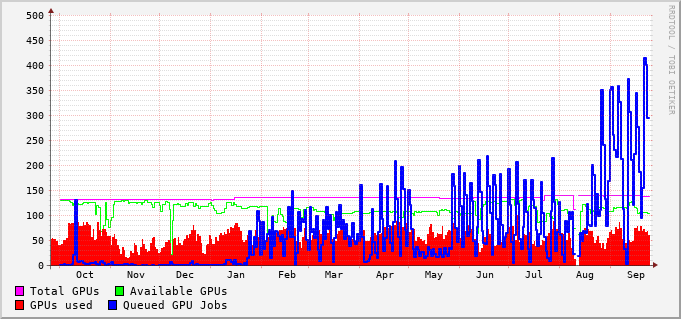 500
450
400
350
300
250
200
150
100
50
0
Oct Nov Dec Jan Feb Mar Apr May Jun Jul Aug Sep
Total GPUs Available GPUs
GPUs used Queued GPU Jobs
RRDTOOL / TOBI OETIKER